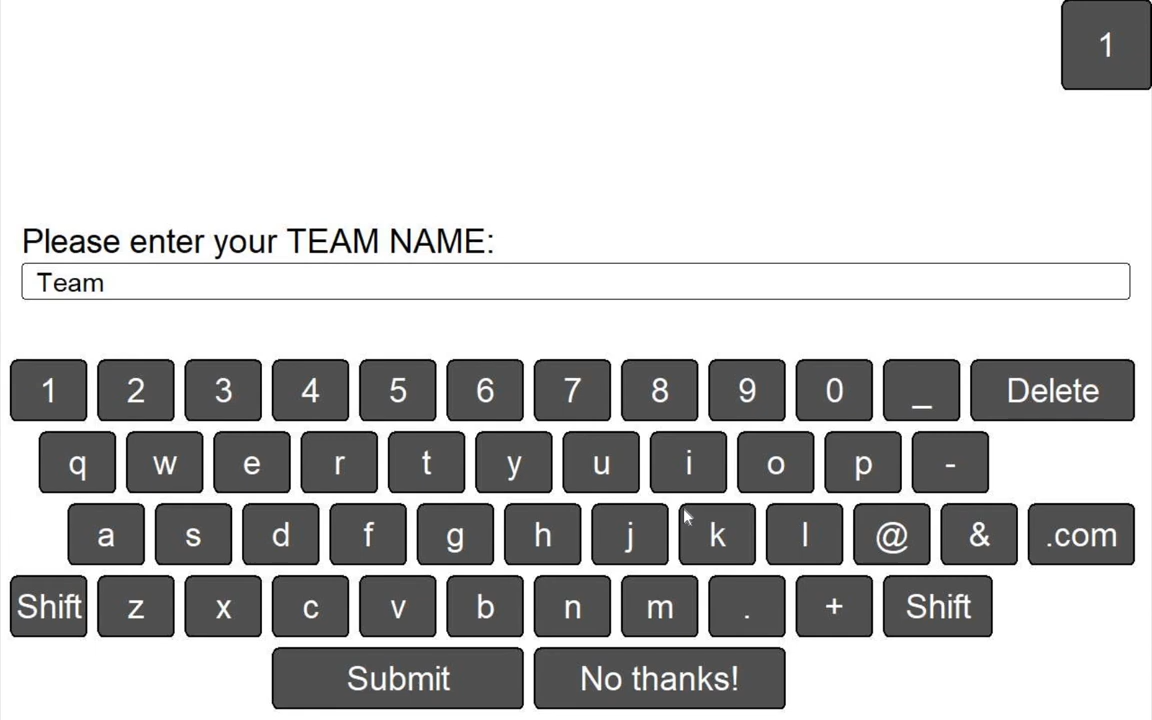 1
Please enter your TEAM NAME:
Team
1 2 3 4 5 6 7 8 9 0 _ Delete
q w e r t y u i o p -
a s d f g h j k l @ & .com
Shift z x c v b n m . + Shift
Submit No thanks!